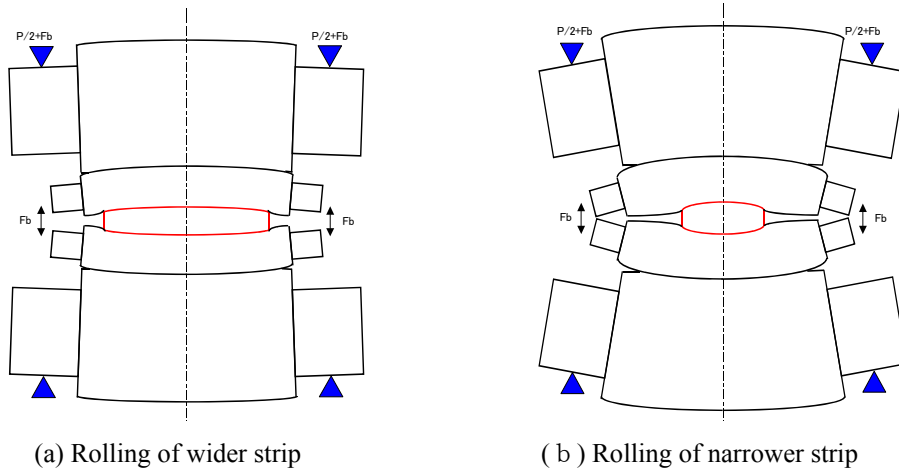 P/2+Fb P/2+Fb P/2+Fb P/2+Fb
Fb Fb Fb Fb
(a) Rolling of wider strip
(ｂ) Rolling of narrower strip